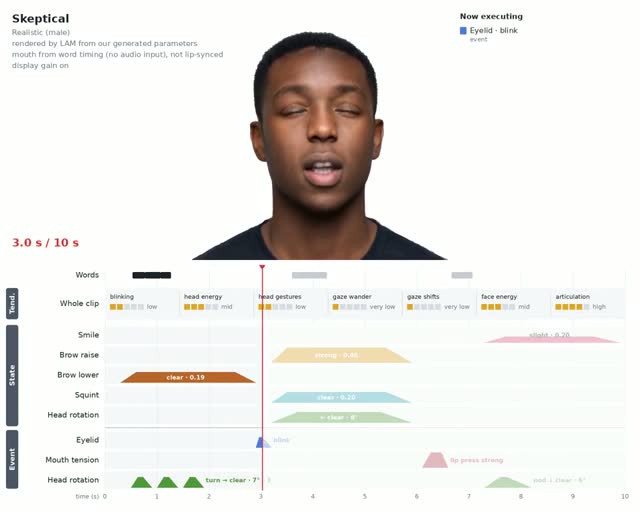 Skeptical
Realistic (male)
rendered by LAM from our generated parameters
mouth from word timing (no audio input), not lip-synced
display gain on
Now executing
Eyelid · blink
event
3.0 s / 10 s
Words
Tend.
Whole clip
blinking
low
head energy
mid
head gestures
low
gaze wander
very low
gaze shifts
very low
face energy
mid
articulation
high
State
Smile
slight · 0.20
Brow raise
strong · 0.40
Brow lower
clear · 0.19
Squint
clear · 0.20
Head rotation
← clear · 6°
Event
Eyelid
blink
Mouth tension
lip press strong
Head rotation
turn → clear · 7°
nod ↓ clear · 6°
time (s)
0 1 2 3 4 5 6 7 8 9 10